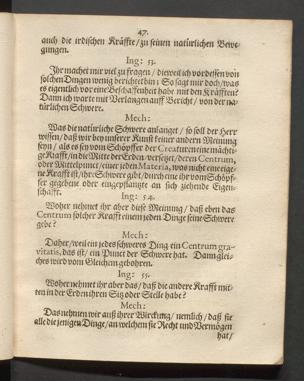 47.
auch die irdischen Kräffte/ zu seinen natürlichen Bewe-
gungen.
Ing: 53.
Ihr machet mir viel zu fragen/ dieweil ich vor dessen von
solchen Dingen wenig berichtet bin: So sagt mir doch/ was
es eigentlich vor eine Beschaffenheit habe mit den Kräfften?
Dann ich warte mit Verlangen auff Bericht/ von der na-
türlichen Schwere.
Mech:
Was die natürliche Schwere anlanget/ so soll der Herr
wissen/ daß wir bey unserer Kunst keiner andern Meinung
seyn/ als es sey vom Schöpffer der Creaturen eine mächti-
ge Krafft/ in die Mitte der Erden versetzet/ deren Centrum,
oder Mittelpunct/ einer jeden Materia, was nicht eine eige-
ne Krafft ist/ ihr Schwere gibt/ durch eine ihr vom Schöpf-
fer gegebene oder eingepflantzte an sich ziehende Eigen-
schafft.
Ing: 54.
Woher nehmet ihr aber diese Meinung/ daß eben das
Centrum solcher Krafft einem jeden Dinge seine Schwere
gebe?
Mech:
Daher/ weil ein jedes schweres Ding ein Centrum gra-
vitatis, das ist/ ein Punct der Schwere hat. Dann glei-
ches wird vom Gleichem gebohren.
Ing: 55.
Woher nehmet ihr aber das/ daß die andere Krafft mit-
ten in der Erden ihren Sitz oder Stelle habe?
Mech:
Das nehmen wir auß ihrer Wirckung/ nemlich/ daß sie
alle die jenigen Dinge/ an welchem sie Recht und Vermögen
hat/